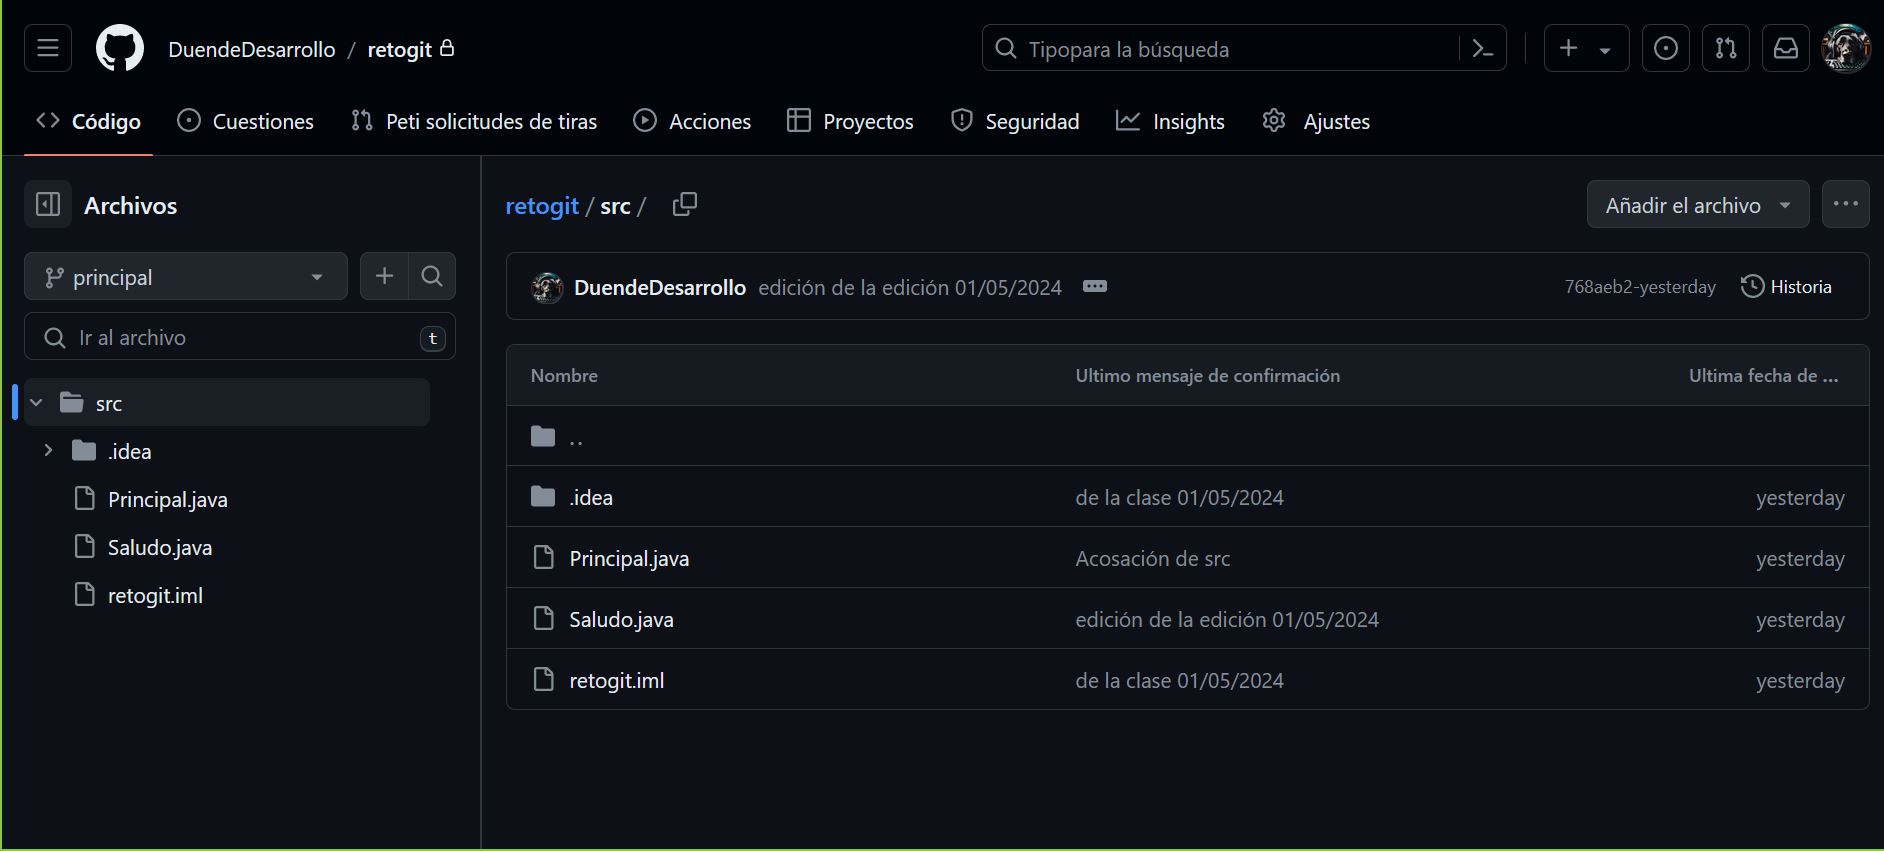 DuendeDesarrollo / retogit
Tipopara la búsqueda
Código Cuestiones Peti solicitudes de tiras Acciones Proyectos Seguridad Insights Ajustes
Archivos
principal
Ir al archivo t
src
.idea
Principal.java
Saludo.java
retogit.iml
retogit / src /
Añadir el archivo
DuendeDesarrollo edición de la edición 01/05/2024 768aeb2-yesterday Historia
Nombre Ultimo mensaje de confirmación Ultima fecha de ...
..
.idea de la clase 01/05/2024 yesterday
Principal.java Acosación de src yesterday
Saludo.java edición de la edición 01/05/2024 yesterday
retogit.iml de la clase 01/05/2024 yesterday